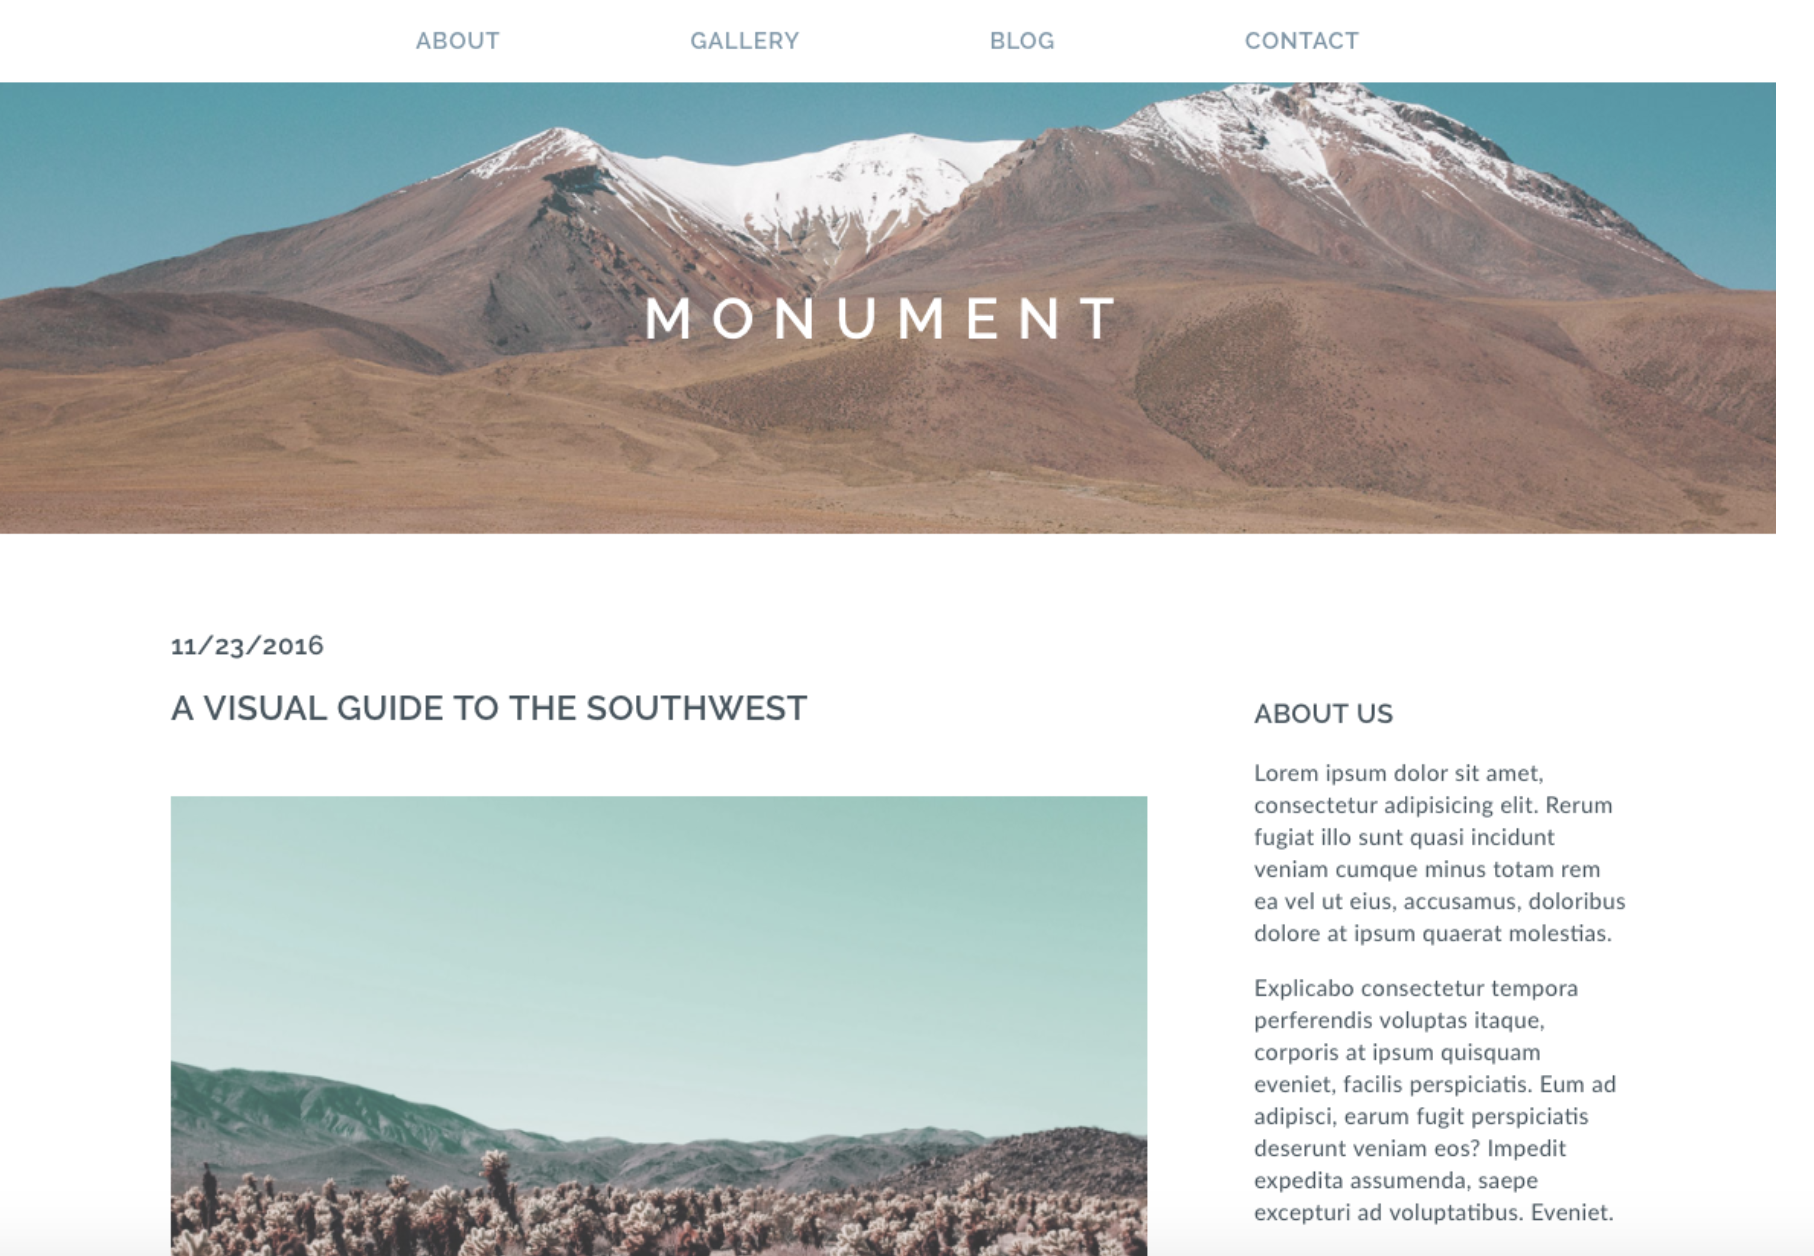 ABOUT GALLERY BLOG CONTACT
MONUMENT
11/23/2016
A VISUAL GUIDE TO THE SOUTHWEST
ABOUT US
Lorem ipsum dolor sit amet,
consectetur adipisicing elit. Rerum
fugiat illo sunt quasi incidunt
veniam cumque minus totam rem
ea vel ut eius, accusamus, doloribus
dolore at ipsum quaerat molestias.
Explicabo consectetur tempora
perferendis voluptas itaque,
corporis at ipsum quisquam
eveniet, facilis perspiciatis. Eum ad
adipisci, earum fugit perspiciatis
deserunt veniam eos? Impedit
expedita assumenda, saepe
excepturi ad voluptatibus. Eveniet.